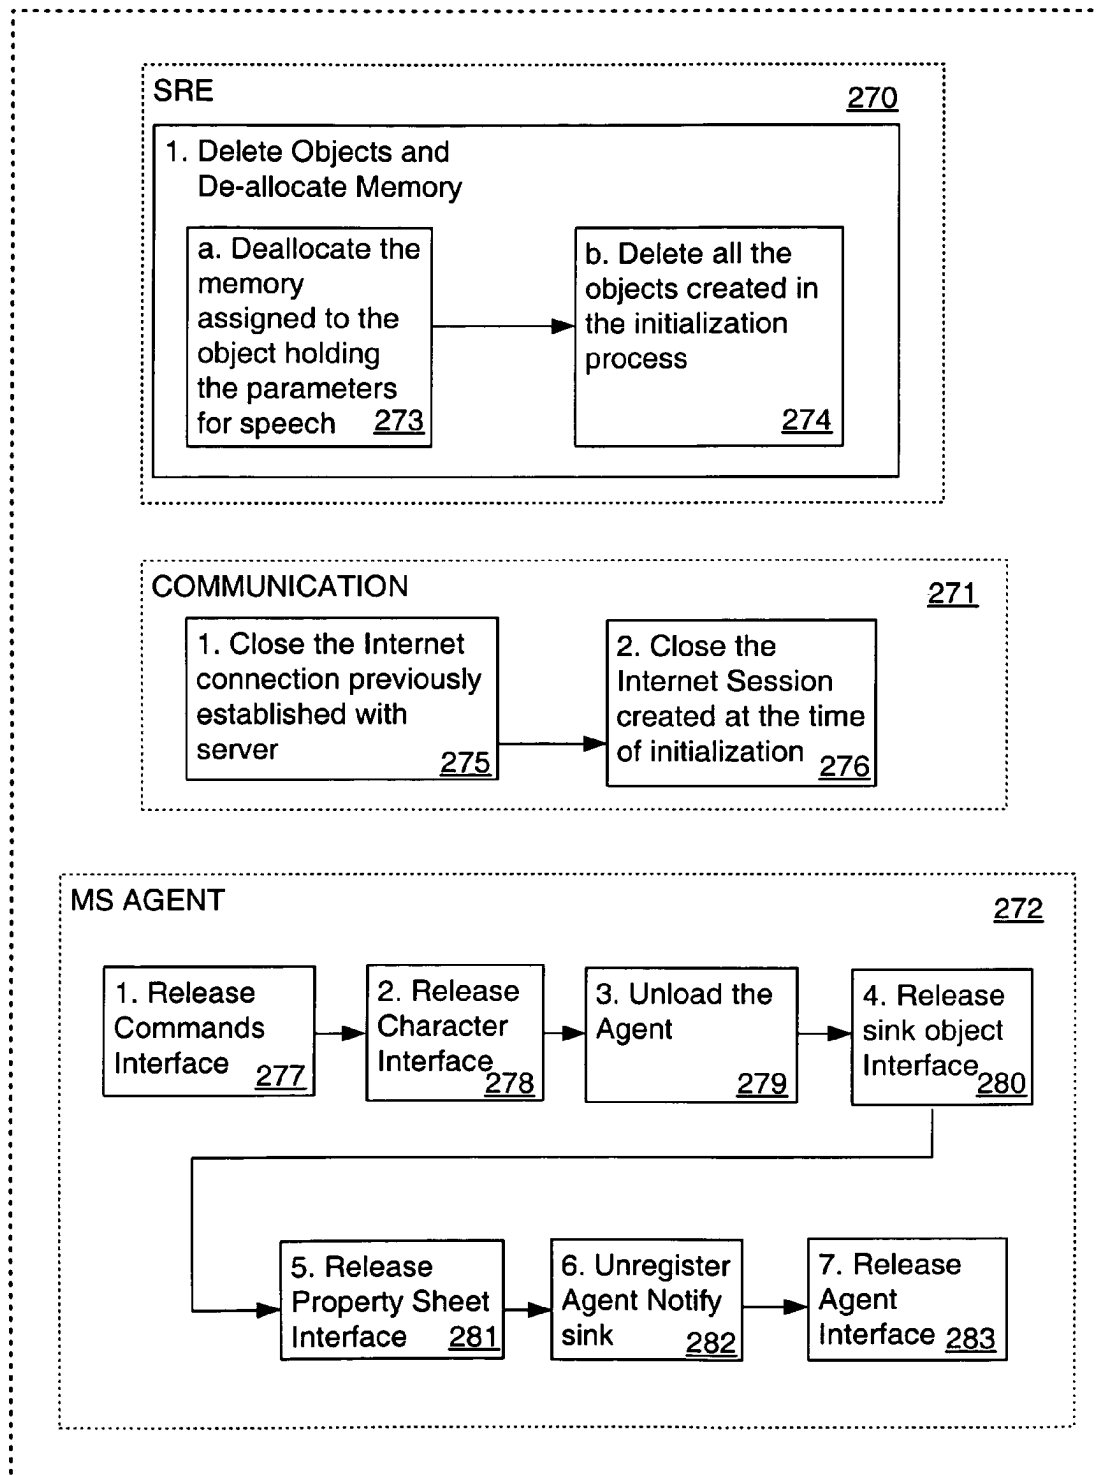 SRE
270
1. Delete Objects and
De-allocate Memory
a. Deallocate the
memory
assigned to the
object holding
the parameters
for speech 273
b. Delete all the
objects created in
the initialization
process
274
COMMUNICATION
271
1. Close the Internet
connection previously
established with
server
275
2. Close the
Internet Session
created at the time
of initialization 276
MS AGENT
272
1. Release
Commands
Interface 277
2. Release
Character
Interface 278
3. Unload the
Agent
279
4. Release
sink object
Interface 280
5. Release
Property Sheet
Interface 281
6. Unregister
Agent Notify
sink 282
7. Release
Agent
Interface 283